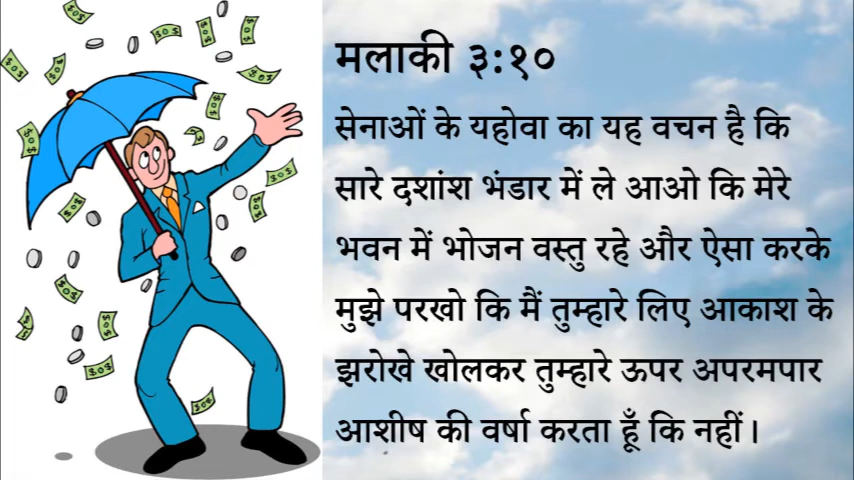 मलाकी ३:१०
सेनाओं के यहोवा का यह वचन है कि
सारे दशांश भंडार में ले आओ कि मेरे
भवन में भोजन वस्तु रहे और ऐसा करके
मुझे परखो कि मैं तुम्हारे लिए आकाश के
झरोखे खोलकर तुम्हारे ऊपर अपरमपार
आशीष की वर्षा करता हूँ कि नहीं।